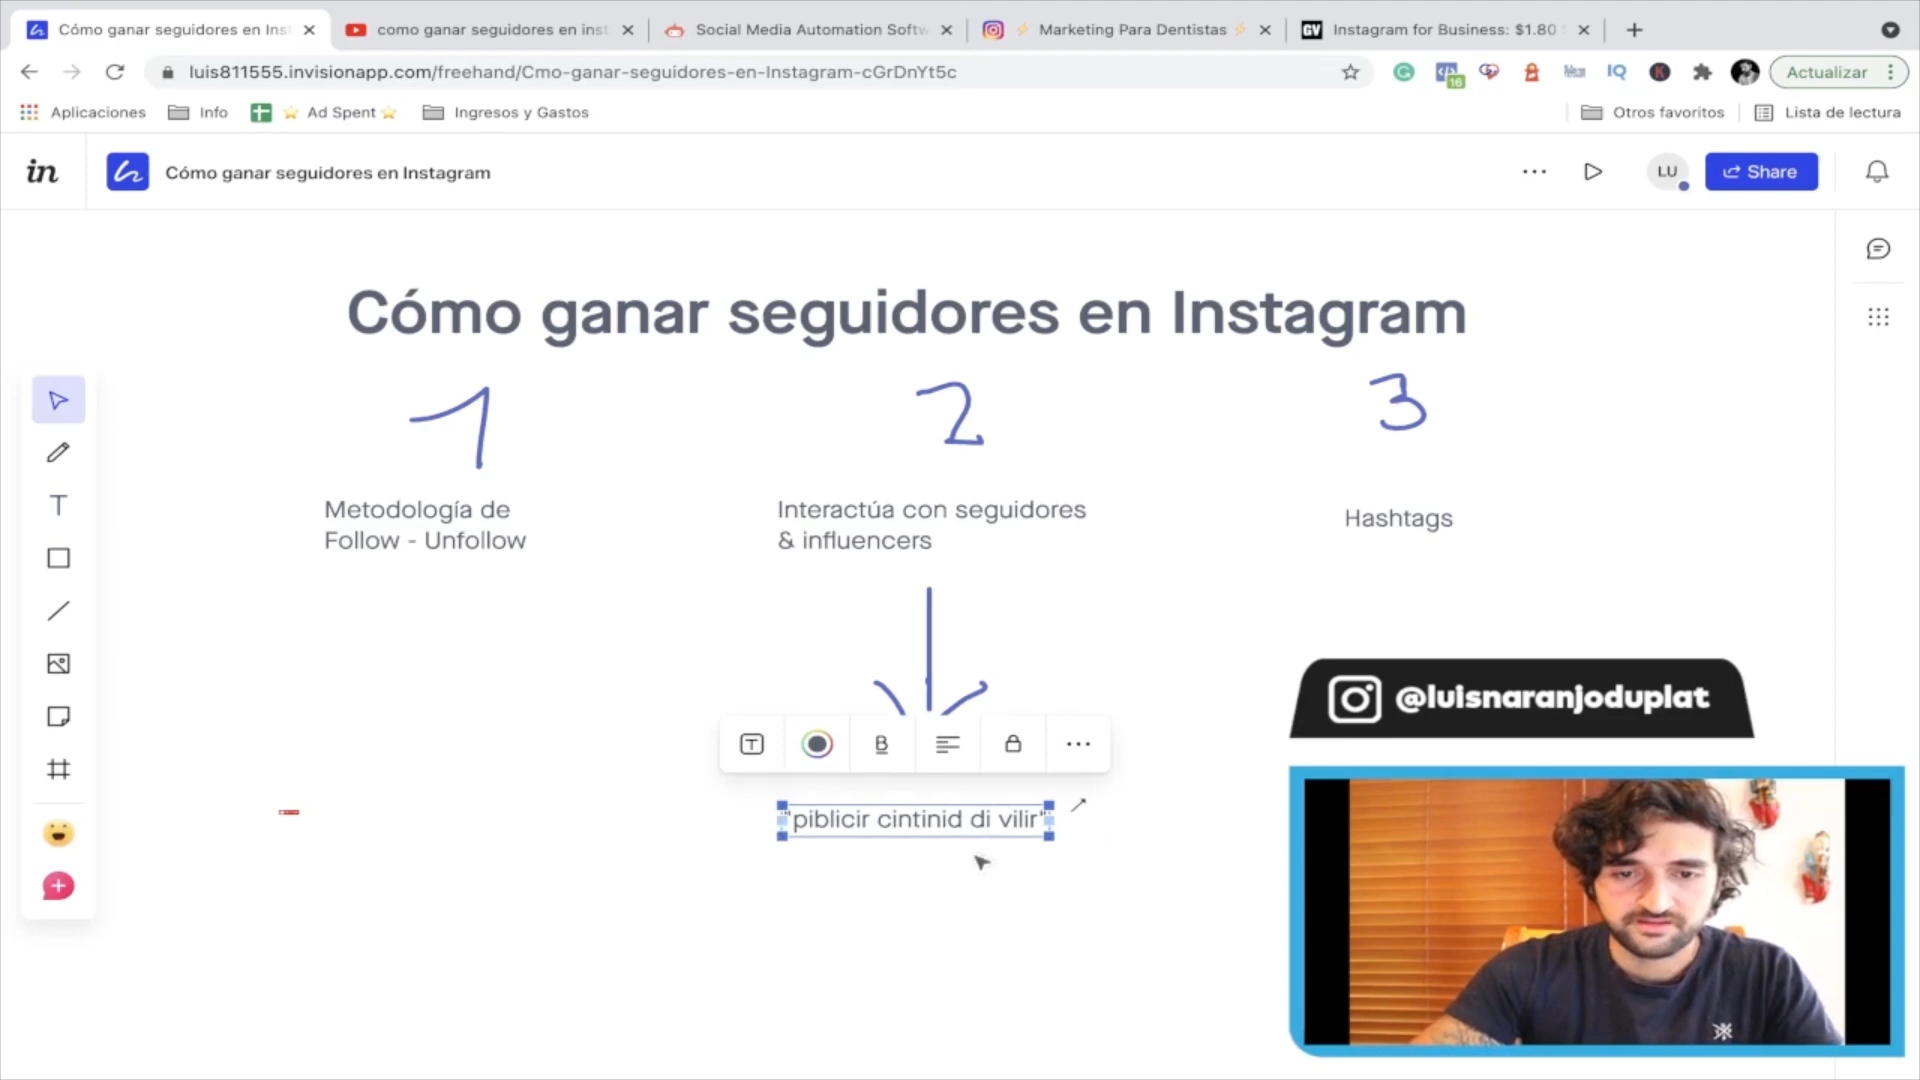 Cómo ganar seguidores en Inst
como ganar seguidores en inst
Social Media Automation Softw
⚡ Marketing Para Dentistas ⚡
GV
Instagram for Business: $1.80
luis811555.invisionapp.com/freehand/Cmo-ganar-seguidores-en-Instagram-cGrDnYt5c
16
IQ
K
Actualizar
Aplicaciones
Info
⭐ Ad Spent ⭐
Ingresos y Gastos
Otros favoritos
Lista de lectura
in
Cómo ganar seguidores en Instagram
LU
Share
Cómo ganar seguidores en Instagram
1
2
3
Metodología de
Follow - Unfollow
Interactúa con seguidores
& influencers
Hashtags
T
@luisnaranjoduplat
T
B
"piblicir cintinid di vilir"